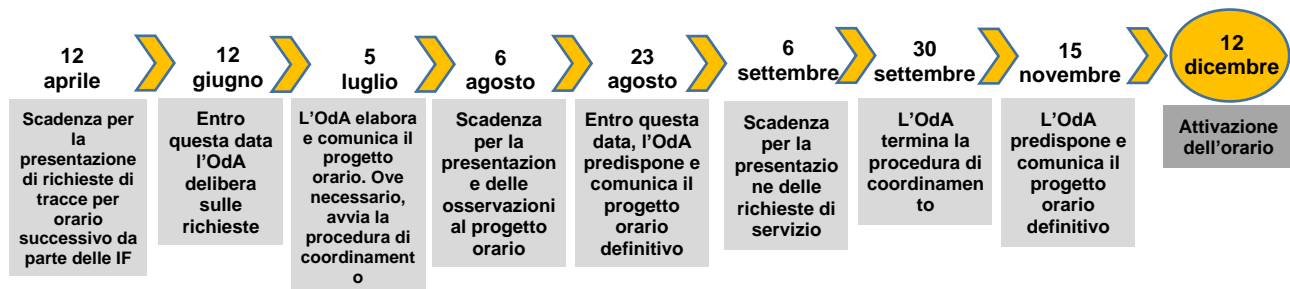 12
aprile
Scadenza per
la
presentazione
di richieste di
tracce per
orario
successivo da
parte delle IF
12
giugno
Entro
questa data
l'OdA
delibera
sulle
richieste
5
luglio
L'OdA elabora
e comunica il
progetto
orario. Ove
necessario,
avvia la
procedura di
coordinament
o
6
agosto
Scadenza
per la
presentazion
e delle
osservazioni
al progetto
orario
23
agosto
Entro questa
data, l'OdA
predispone e
comunica il
progetto
orario
definitivo
6
settembre
Scadenza
per la
presentazio
ne delle
richieste di
servizio
30
settembre
L'OdA
termina la
procedura di
coordinamen
to
15
novembre
L'OdA
predispone e
comunica il
progetto
orario
definitivo
12
dicembre
Attivazione
dell'orario